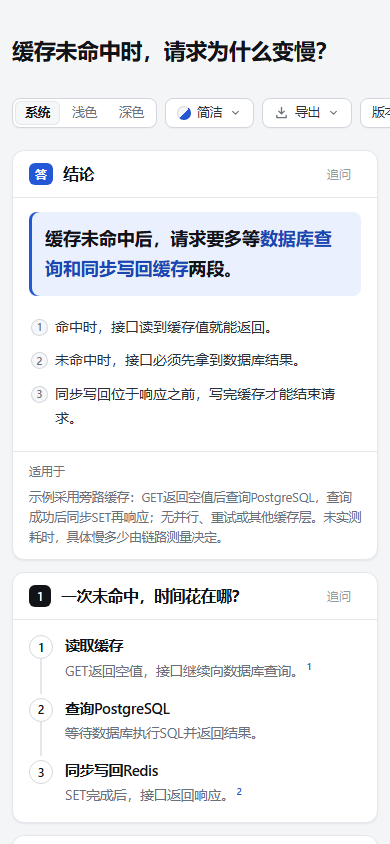 缓存未命中时，请求为什么变慢？
系统 浅色 深色 简洁 导出 版本
答 结论 追问
缓存未命中后，请求要多等数据库查
询和同步写回缓存两段。
1 命中时，接口读到缓存值就能返回。
2 未命中时，接口必须先拿到数据库结果。
3 同步写回位于响应之前，写完缓存才能结束请
求。
适用于
示例采用旁路缓存：GET返回空值后查询PostgreSQL，查询
成功后同步SET再响应；无并行、重试或其他缓存层。未实测
耗时，具体慢多少由链路测量决定。
1 一次未命中，时间花在哪？ 追问
1 读取缓存
GET返回空值，接口继续向数据库查询。 1
2 查询PostgreSQL
等待数据库执行SQL并返回结果。
3 同步写回Redis
SET完成后，接口返回响应。 2